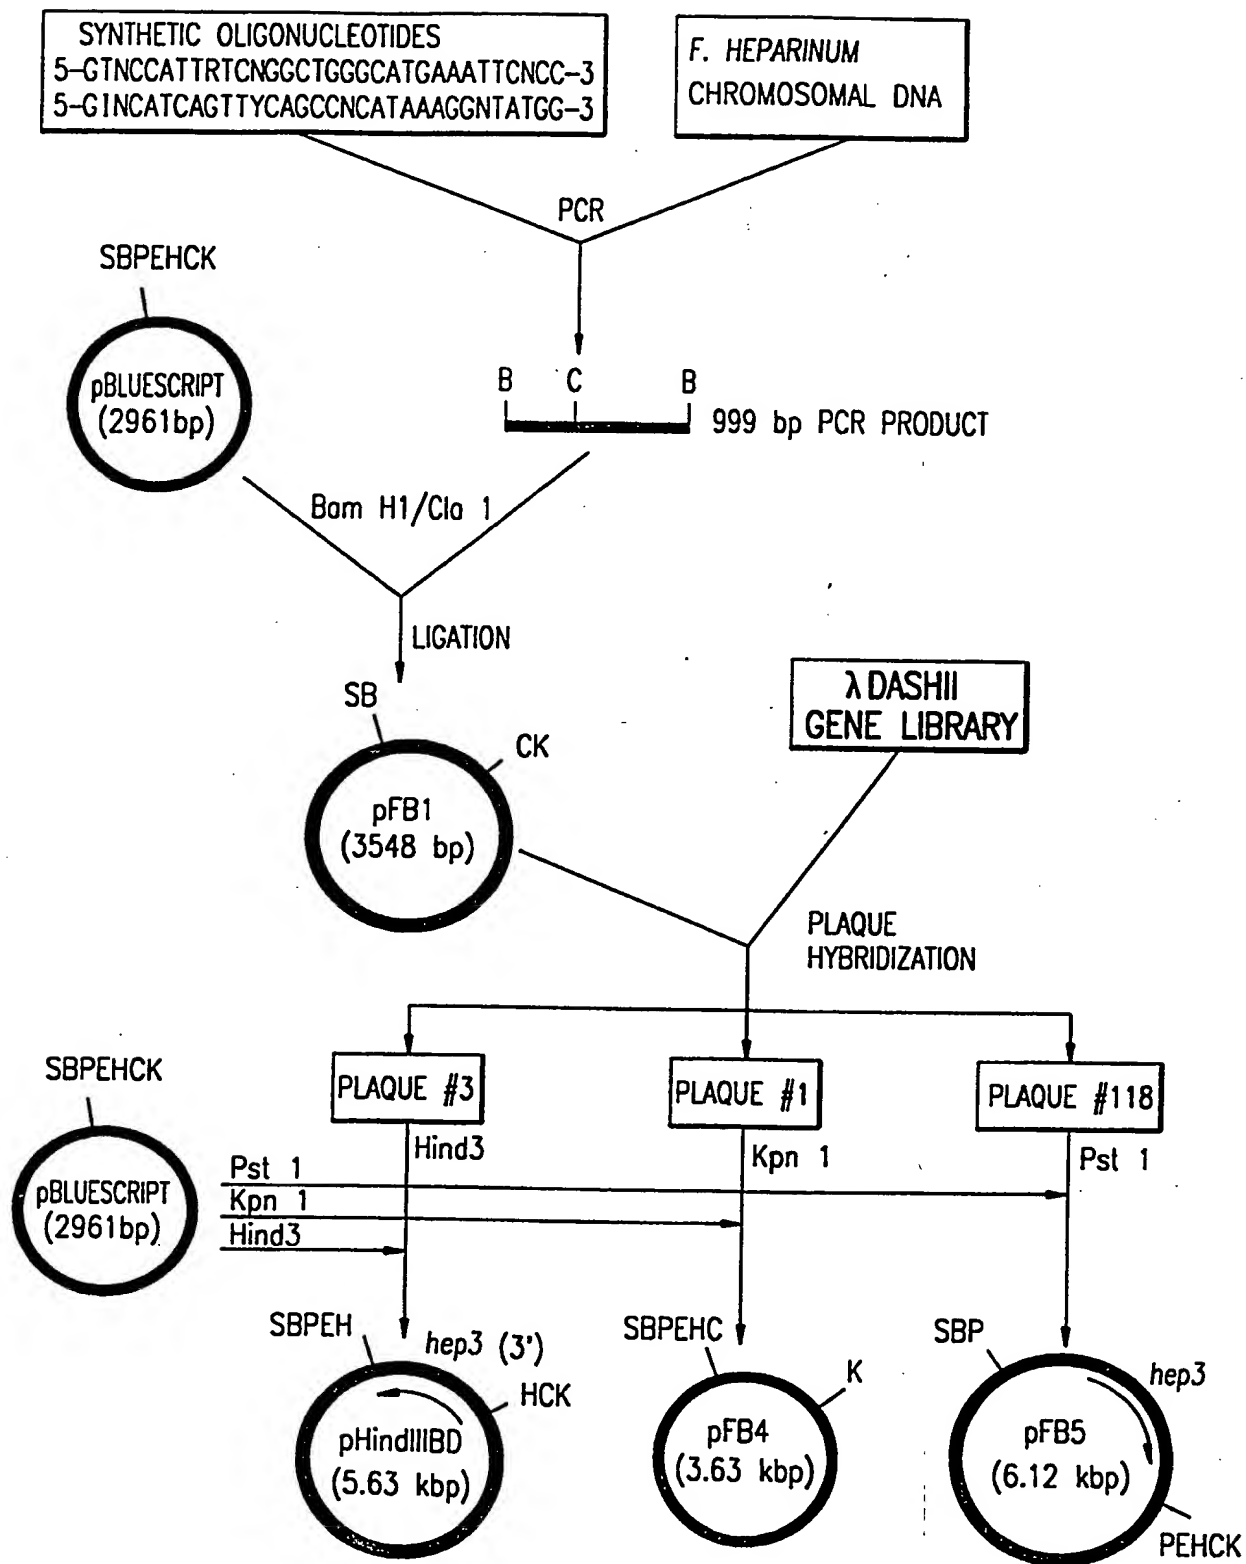 SYNTHETIC OLIGONUCLEOTIDES
5-GTNCCATTRTCNGGCTGGGCATGAAATTCNCC-3
5-GINCATCAGTTYCAGCCNCATAAAGGNTATGG-3
F. HEPARINUM
CHROMOSOMAL DNA
PCR
SBPEHCK
pBLUESCRIPT
(2961bp)
B C B
999 bp PCR PRODUCT
Bam H1/Cla 1
LIGATION
SB
CK
pFB1
(3548 bp)
λ DASHII
GENE LIBRARY
PLAQUE
HYBRIDIZATION
PLAQUE #3
PLAQUE #1
PLAQUE #118
Hind3
Kpn 1
Pst 1
SBPEHCK
pBLUESCRIPT
(2961bp)
Pst 1
Kpn 1
Hind3
SBPEH
hep3 (3')
HCK
pHindIIIBD
(5.63 kbp)
SBPEHC
K
pFB4
(3.63 kbp)
SBP
hep3
pFB5
(6.12 kbp)
PEHCK